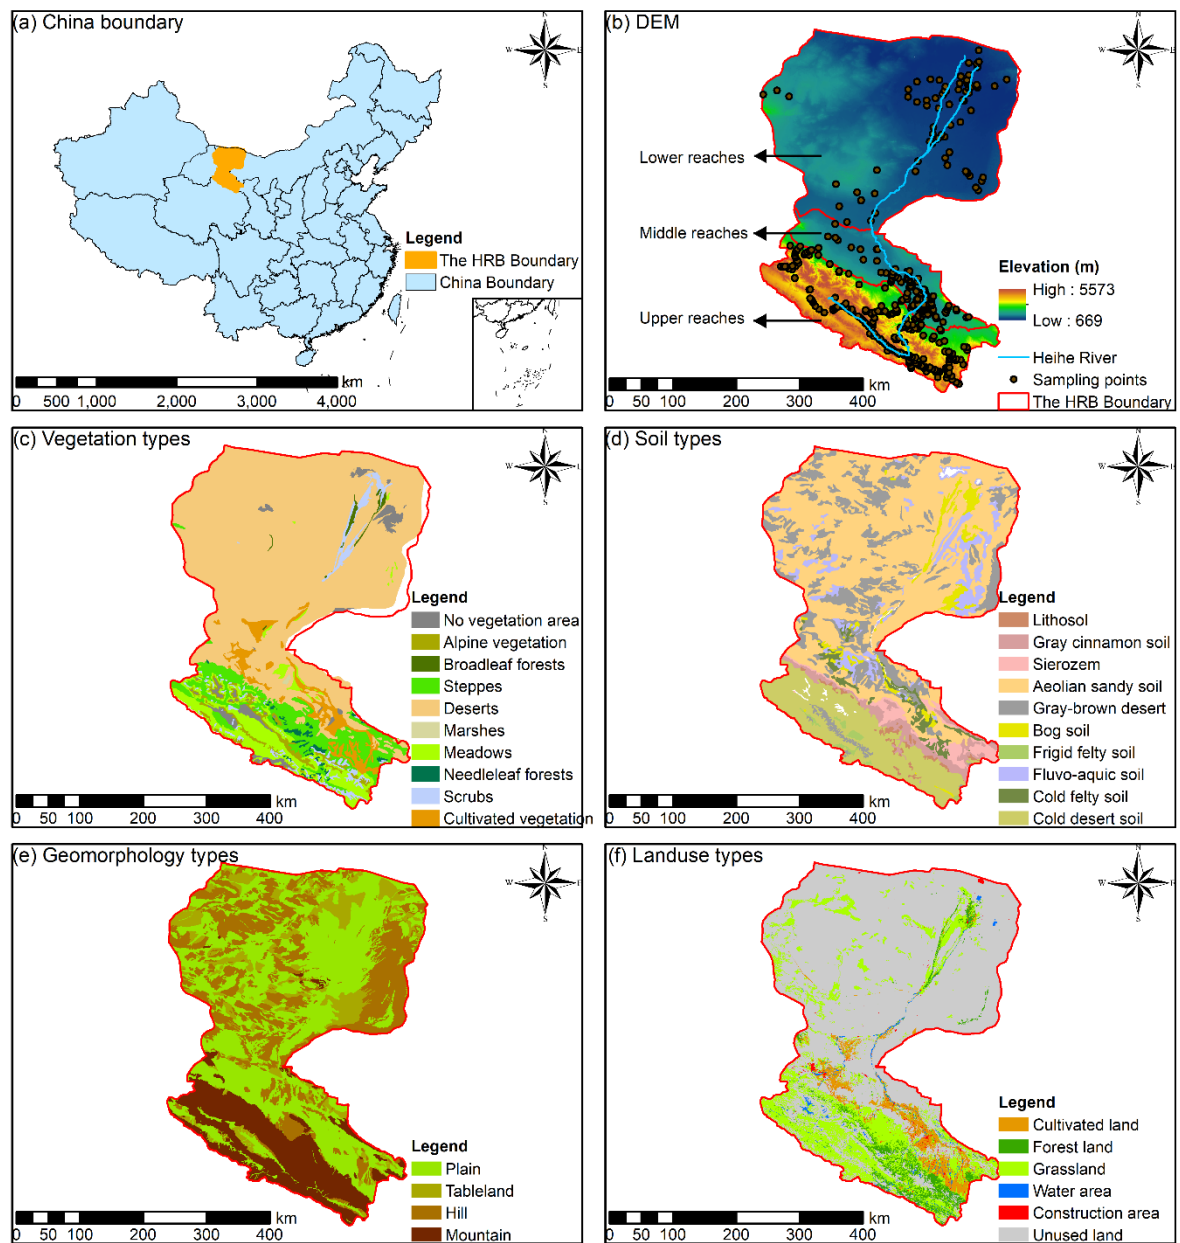 (a) China boundary
N
W
E
S
Legend
The HRB Boundary
China Boundary
km
0 500 1,000 2,000 3,000 4,000
(b) DEM
N
W
E
S
Lower reaches
Middle reaches
Upper reaches
Elevation (m)
High : 5573
Low : 669
Heihe River
Sampling points
The HRB Boundary
km
0 50 100 200 300 400
(c) Vegetation types
N
W
E
S
Legend
No vegetation area
Alpine vegetation
Broadleaf forests
Steppes
Deserts
Marshes
Meadows
Needleleaf forests
Scrubs
Cultivated vegetation
km
0 50 100 200 300 400
(d) Soil types
N
W
E
S
Legend
Lithosol
Gray cinnamon soil
Sierozem
Aeolian sandy soil
Gray-brown desert
Bog soil
Frigid felty soil
Fluvo-aquic soil
Cold felty soil
Cold desert soil
km
0 50 100 200 300 400
(e) Geomorphology types
N
W
E
S
Legend
Plain
Tableland
Hill
Mountain
km
0 50 100 200 300 400
(f) Landuse types
N
W
E
S
Legend
Cultivated land
Forest land
Grassland
Water area
Construction area
Unused land
km
0 50 100 200 300 400